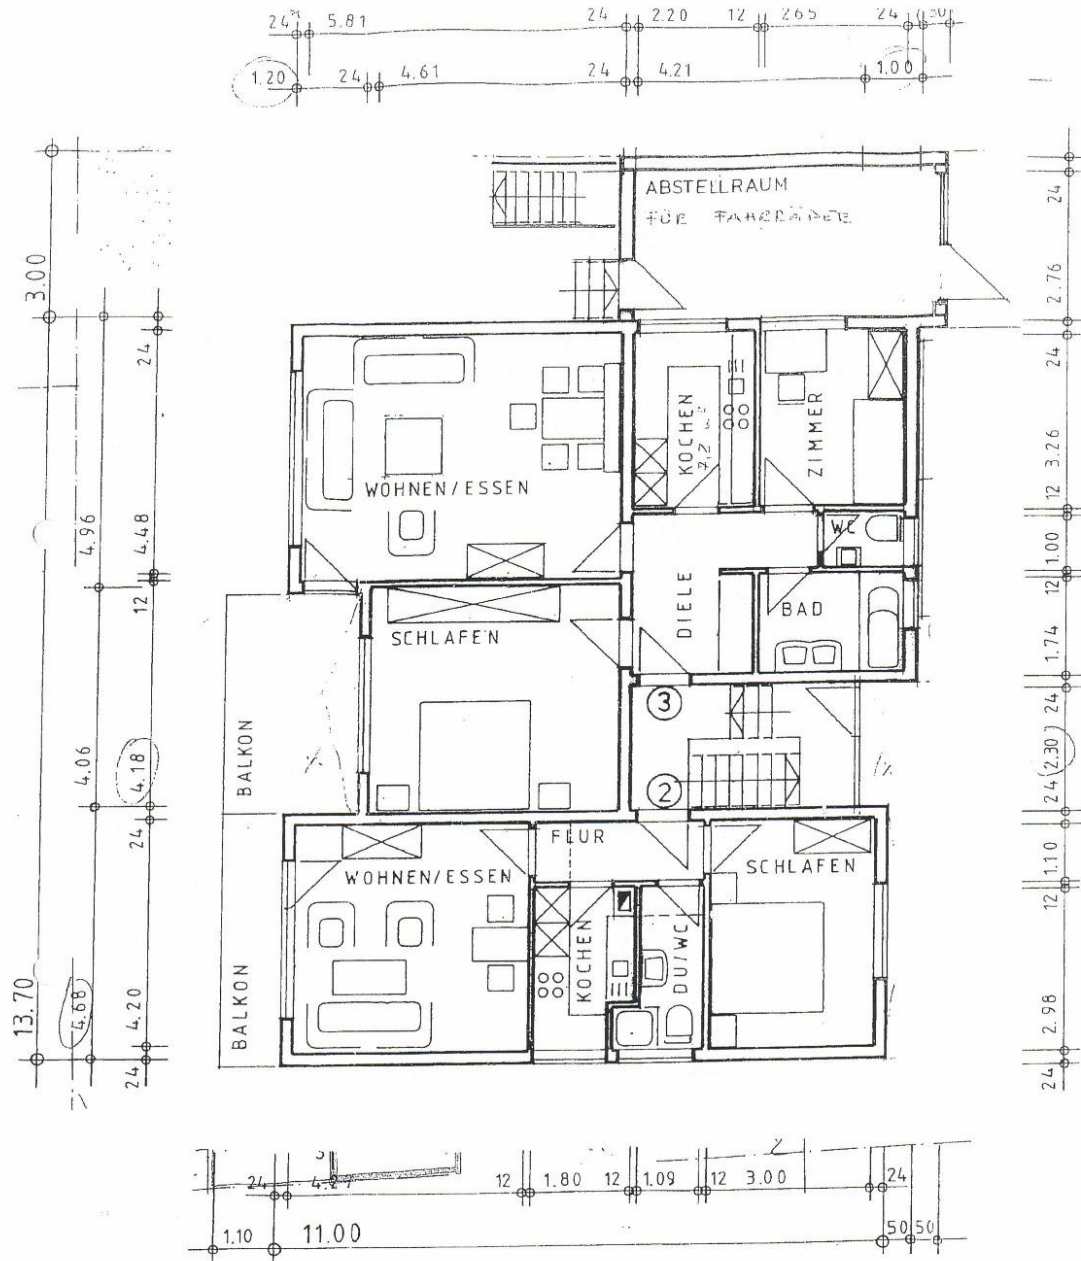 24 5.81 24 2.20 12 265 24
1.20 24 4.61 24 4.21 1.00
ABSTELLRAUM
FÜR FAHRRÄDER
3.00
24
24
2.76
24
KOCHEN
7,2 m²
ZIMMER
WOHNEN/ESSEN
3.26
12
4.96
4.48
WC
1.00
12
12
DIELE
BAD
SCHLAFEN
1.74
24
BALKON
3
4.06
4.18
2
2.30
24
24
FLUR
WOHNEN/ESSEN
SCHLAFEN
1.10
12
KOCHEN
DU/WC
BALKON
13.70
4.68
4.20
2.98
24
24
24 12 1.80 12 1.09 12 3.00 24
1.10 11.00 50 50